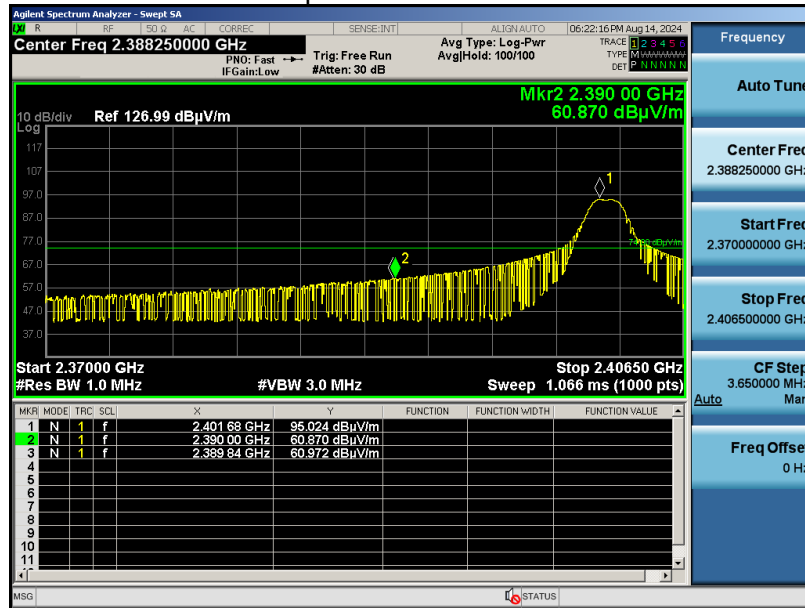 Agilent Spectrum Analyzer - Swept SA
LXI R RF 50 Ω AC CORREC SENSE:INT ALIGN AUTO 06:22:16 PM Aug 14, 2024
Center Freq 2.388250000 GHz
PNO: Fast
IFGain:Low
Trig: Free Run
#Atten: 30 dB
Avg Type: Log-Pwr
Avg|Hold: 100/100
TRACE 1 2 3 4 5 6
TYPE M
DET P N N N N N
Mkr2 2.390 00 GHz
60.870 dBµV/m
10 dB/div Ref 126.99 dBµV/m
Log
117
107
97.0
87.0
77.0
67.0
57.0
47.0
37.0
1
2
Start 2.37000 GHz
Stop 2.40650 GHz
#Res BW 1.0 MHz
#VBW 3.0 MHz
Sweep 1.066 ms (1000 pts)
MKR MODE TRC SCL X Y FUNCTION FUNCTION WIDTH FUNCTION VALUE
1 N 1 f 2.401 68 GHz 95.024 dBµV/m
2 N 1 f 2.390 00 GHz 60.870 dBµV/m
3 N 1 f 2.389 84 GHz 60.972 dBµV/m
4
5
6
7
8
9
10
11
MSG
STATUS
Frequency
Auto Tune
Center Freq
2.388250000 GHz
Start Freq
2.370000000 GHz
Stop Freq
2.406500000 GHz
CF Step
3.650000 MHz
Auto Man
Freq Offset
0 Hz